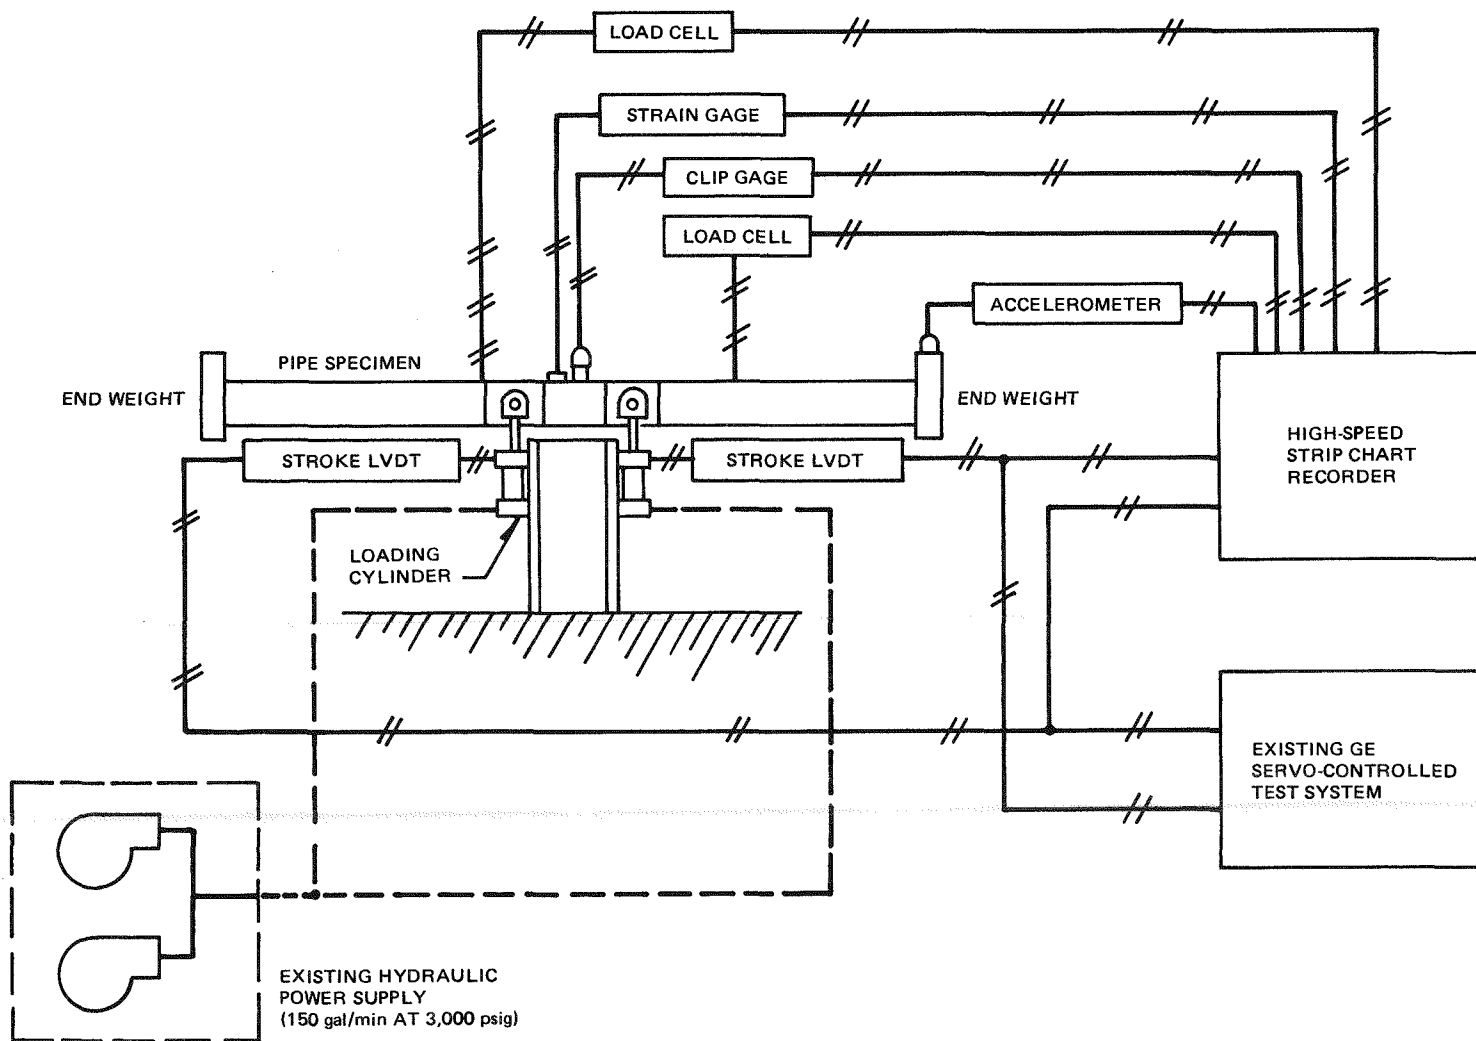 LOAD CELL
STRAIN GAGE
CLIP GAGE
LOAD CELL
ACCELEROMETER
PIPE SPECIMEN
END WEIGHT
END WEIGHT
HIGH-SPEED
STRIP CHART
RECORDER
STROKE LVDT
STROKE LVDT
LOADING
CYLINDER
EXISTING GE
SERVO-CONTROLLED
TEST SYSTEM
EXISTING HYDRAULIC
POWER SUPPLY
(150 gal/min AT 3,000 psig)